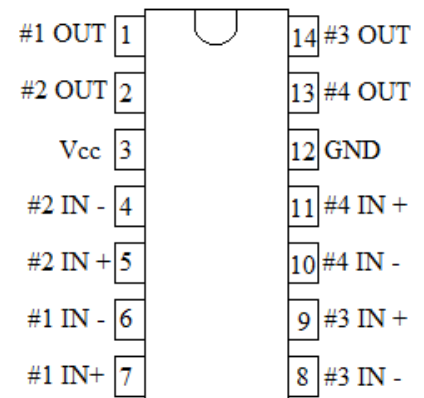 #1 OUT 1 14 #3 OUT
#2 OUT 2 13 #4 OUT
Vcc 3 12 GND
#2 IN - 4 11 #4 IN +
#2 IN + 5 10 #4 IN -
#1 IN - 6 9 #3 IN +
#1 IN+ 7 8 #3 IN -